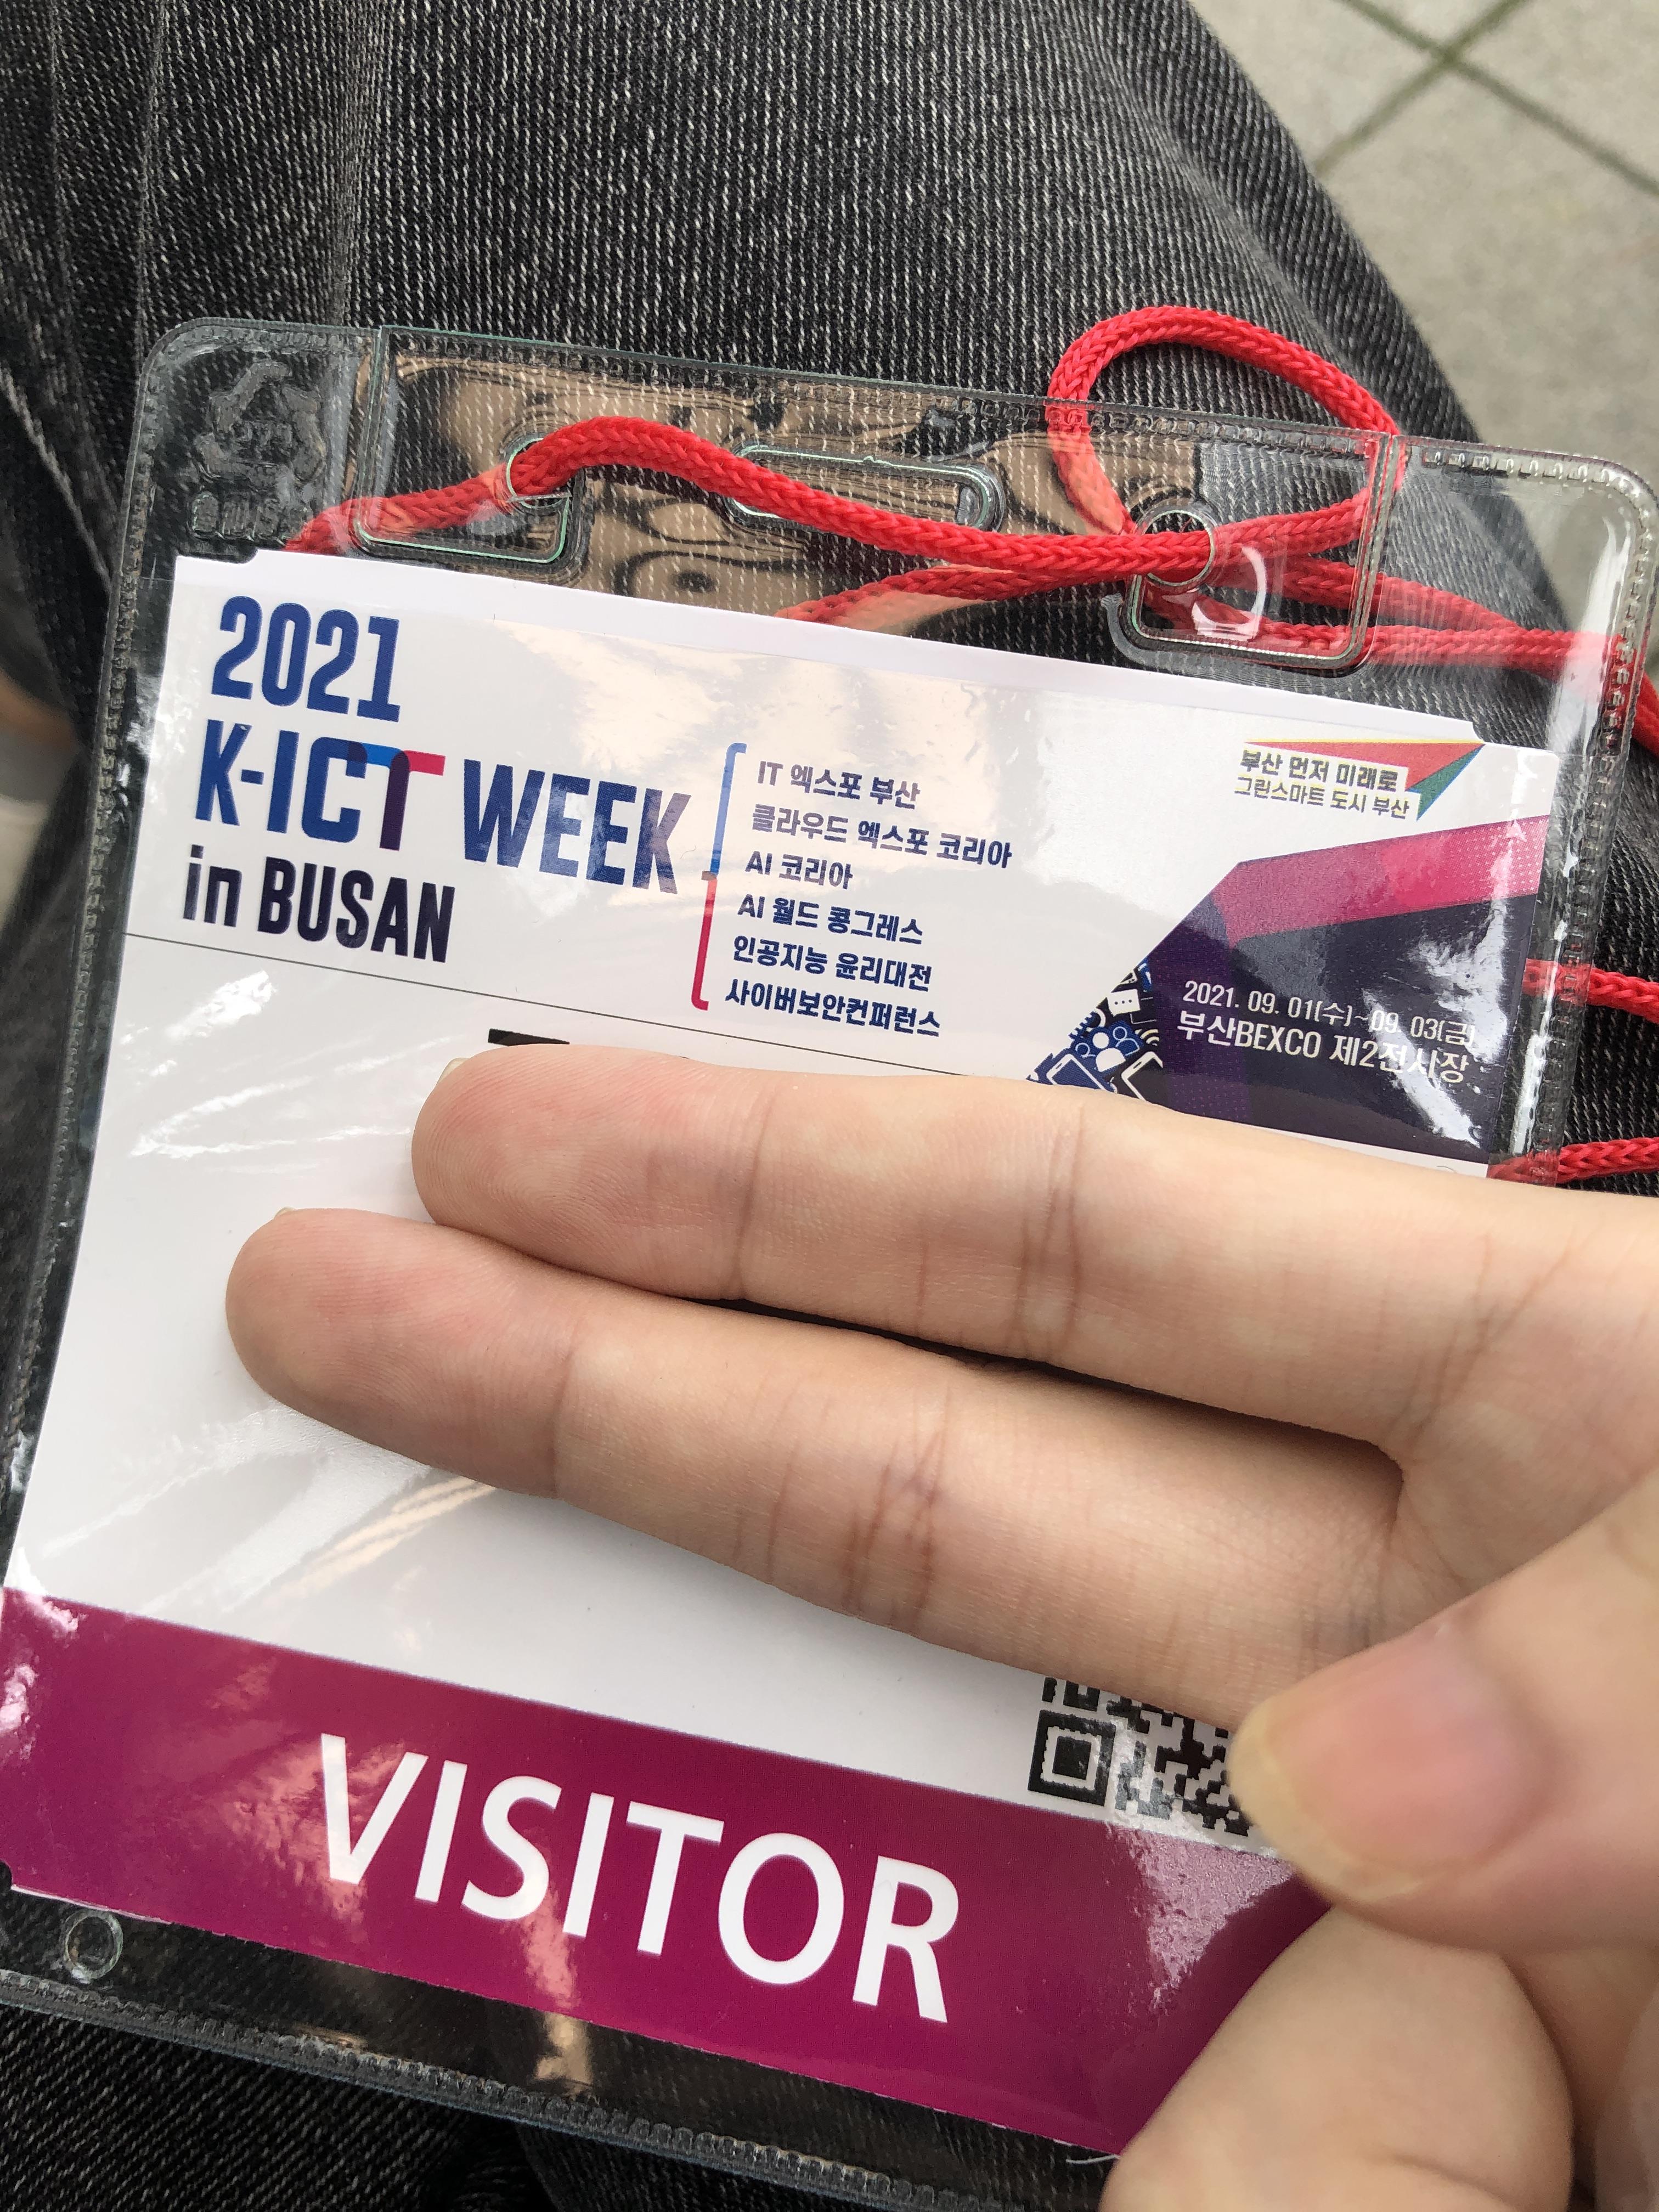 2021
K-ICT WEEK
in BUSAN
IT 엑스포 부산
클라우드 엑스포 코리아
AI 코리아
AI 월드 콩그레스
인공지능 윤리대전
사이버보안컨퍼런스
부산 먼저 미래로
그린스마트 도시 부산
2021. 09. 01(수)~09. 03(금)
부산BEXCO 제2전시장
VISITOR